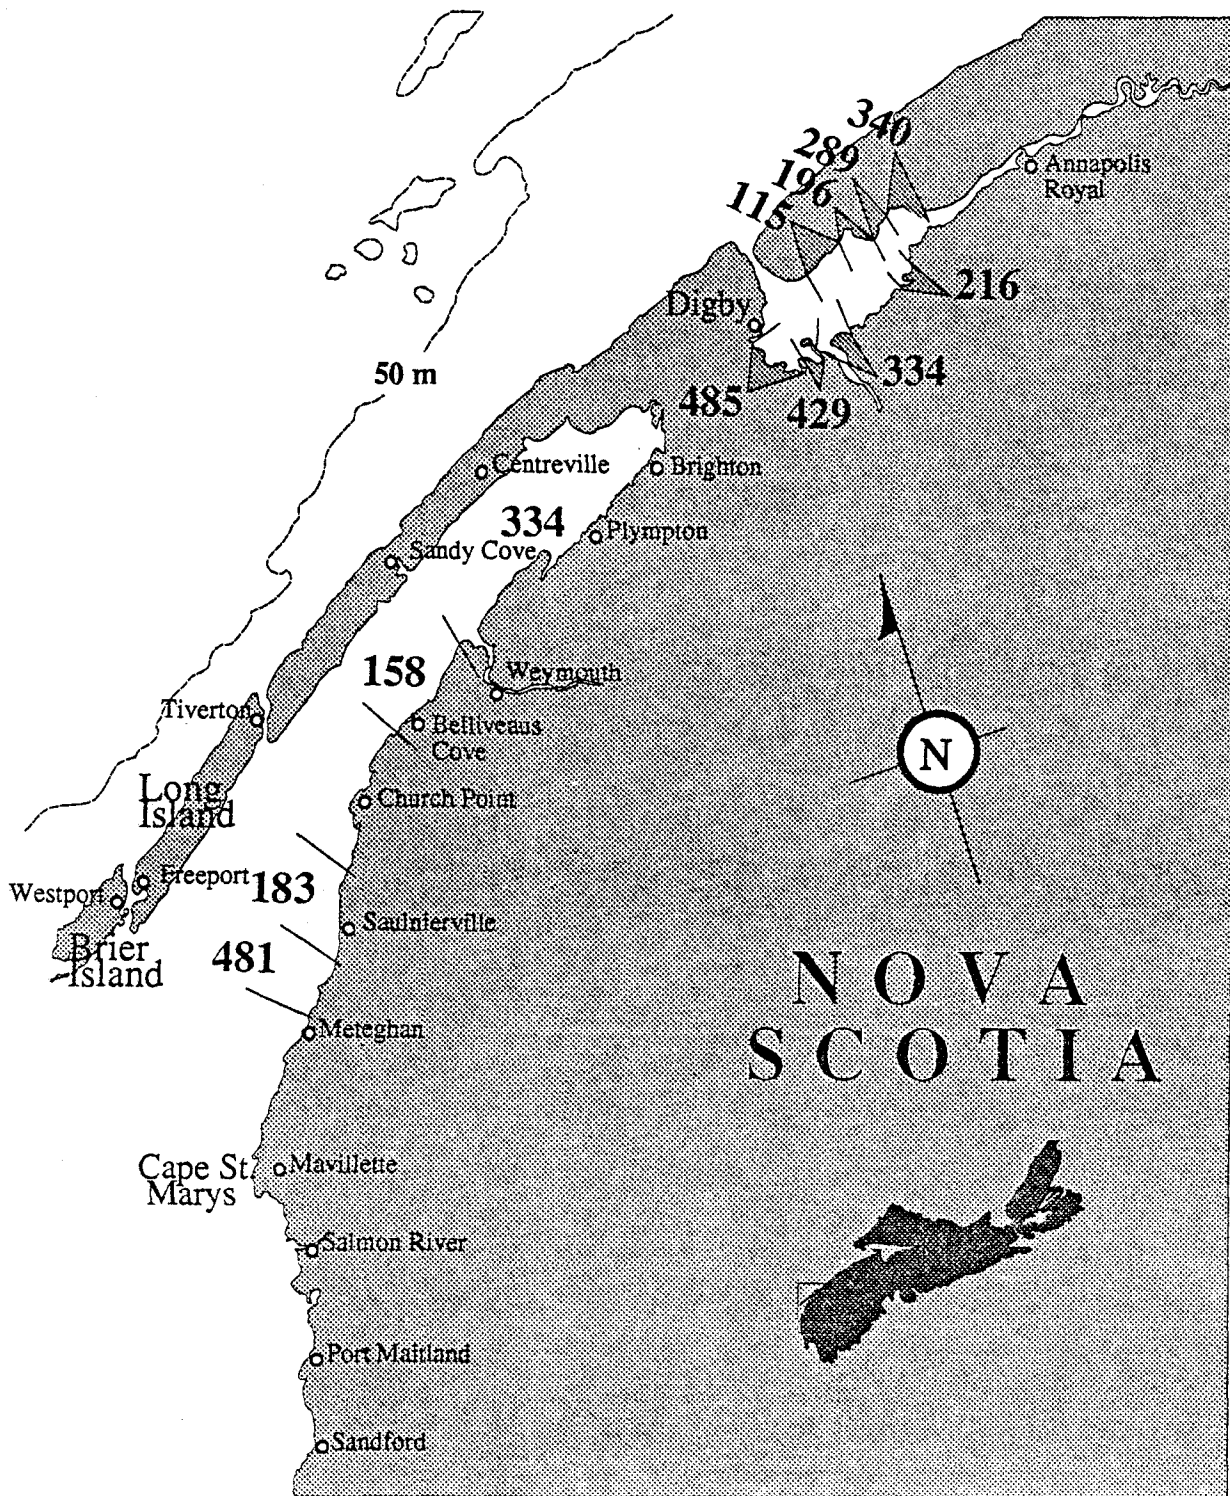 340
289
196
115
Annapolis
Royal
216
Digby
334
485
429
50 m
Centreville
Brighton
334
Plympton
Sandy Cove
158
Weymouth
Tiverton
Belliveaus
Cove
N
Long
Island
Church Point
Freeport
183
Westport
Saulnierville
Brier
Island
481
NOVA
SCOTIA
Meteghan
Cape St.
Marys
Mavillette
Salmon River
Port Maitland
Sandford